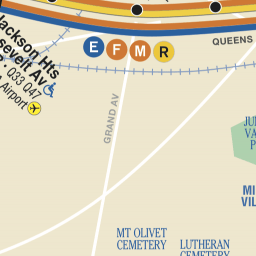 E F M R
QUEENS
Jackson Hts
Roosevelt Av
Q33 Q47
Airport
GRAND AV
MT OLIVET
CEMETERY
LUTHERAN
CEMETERY